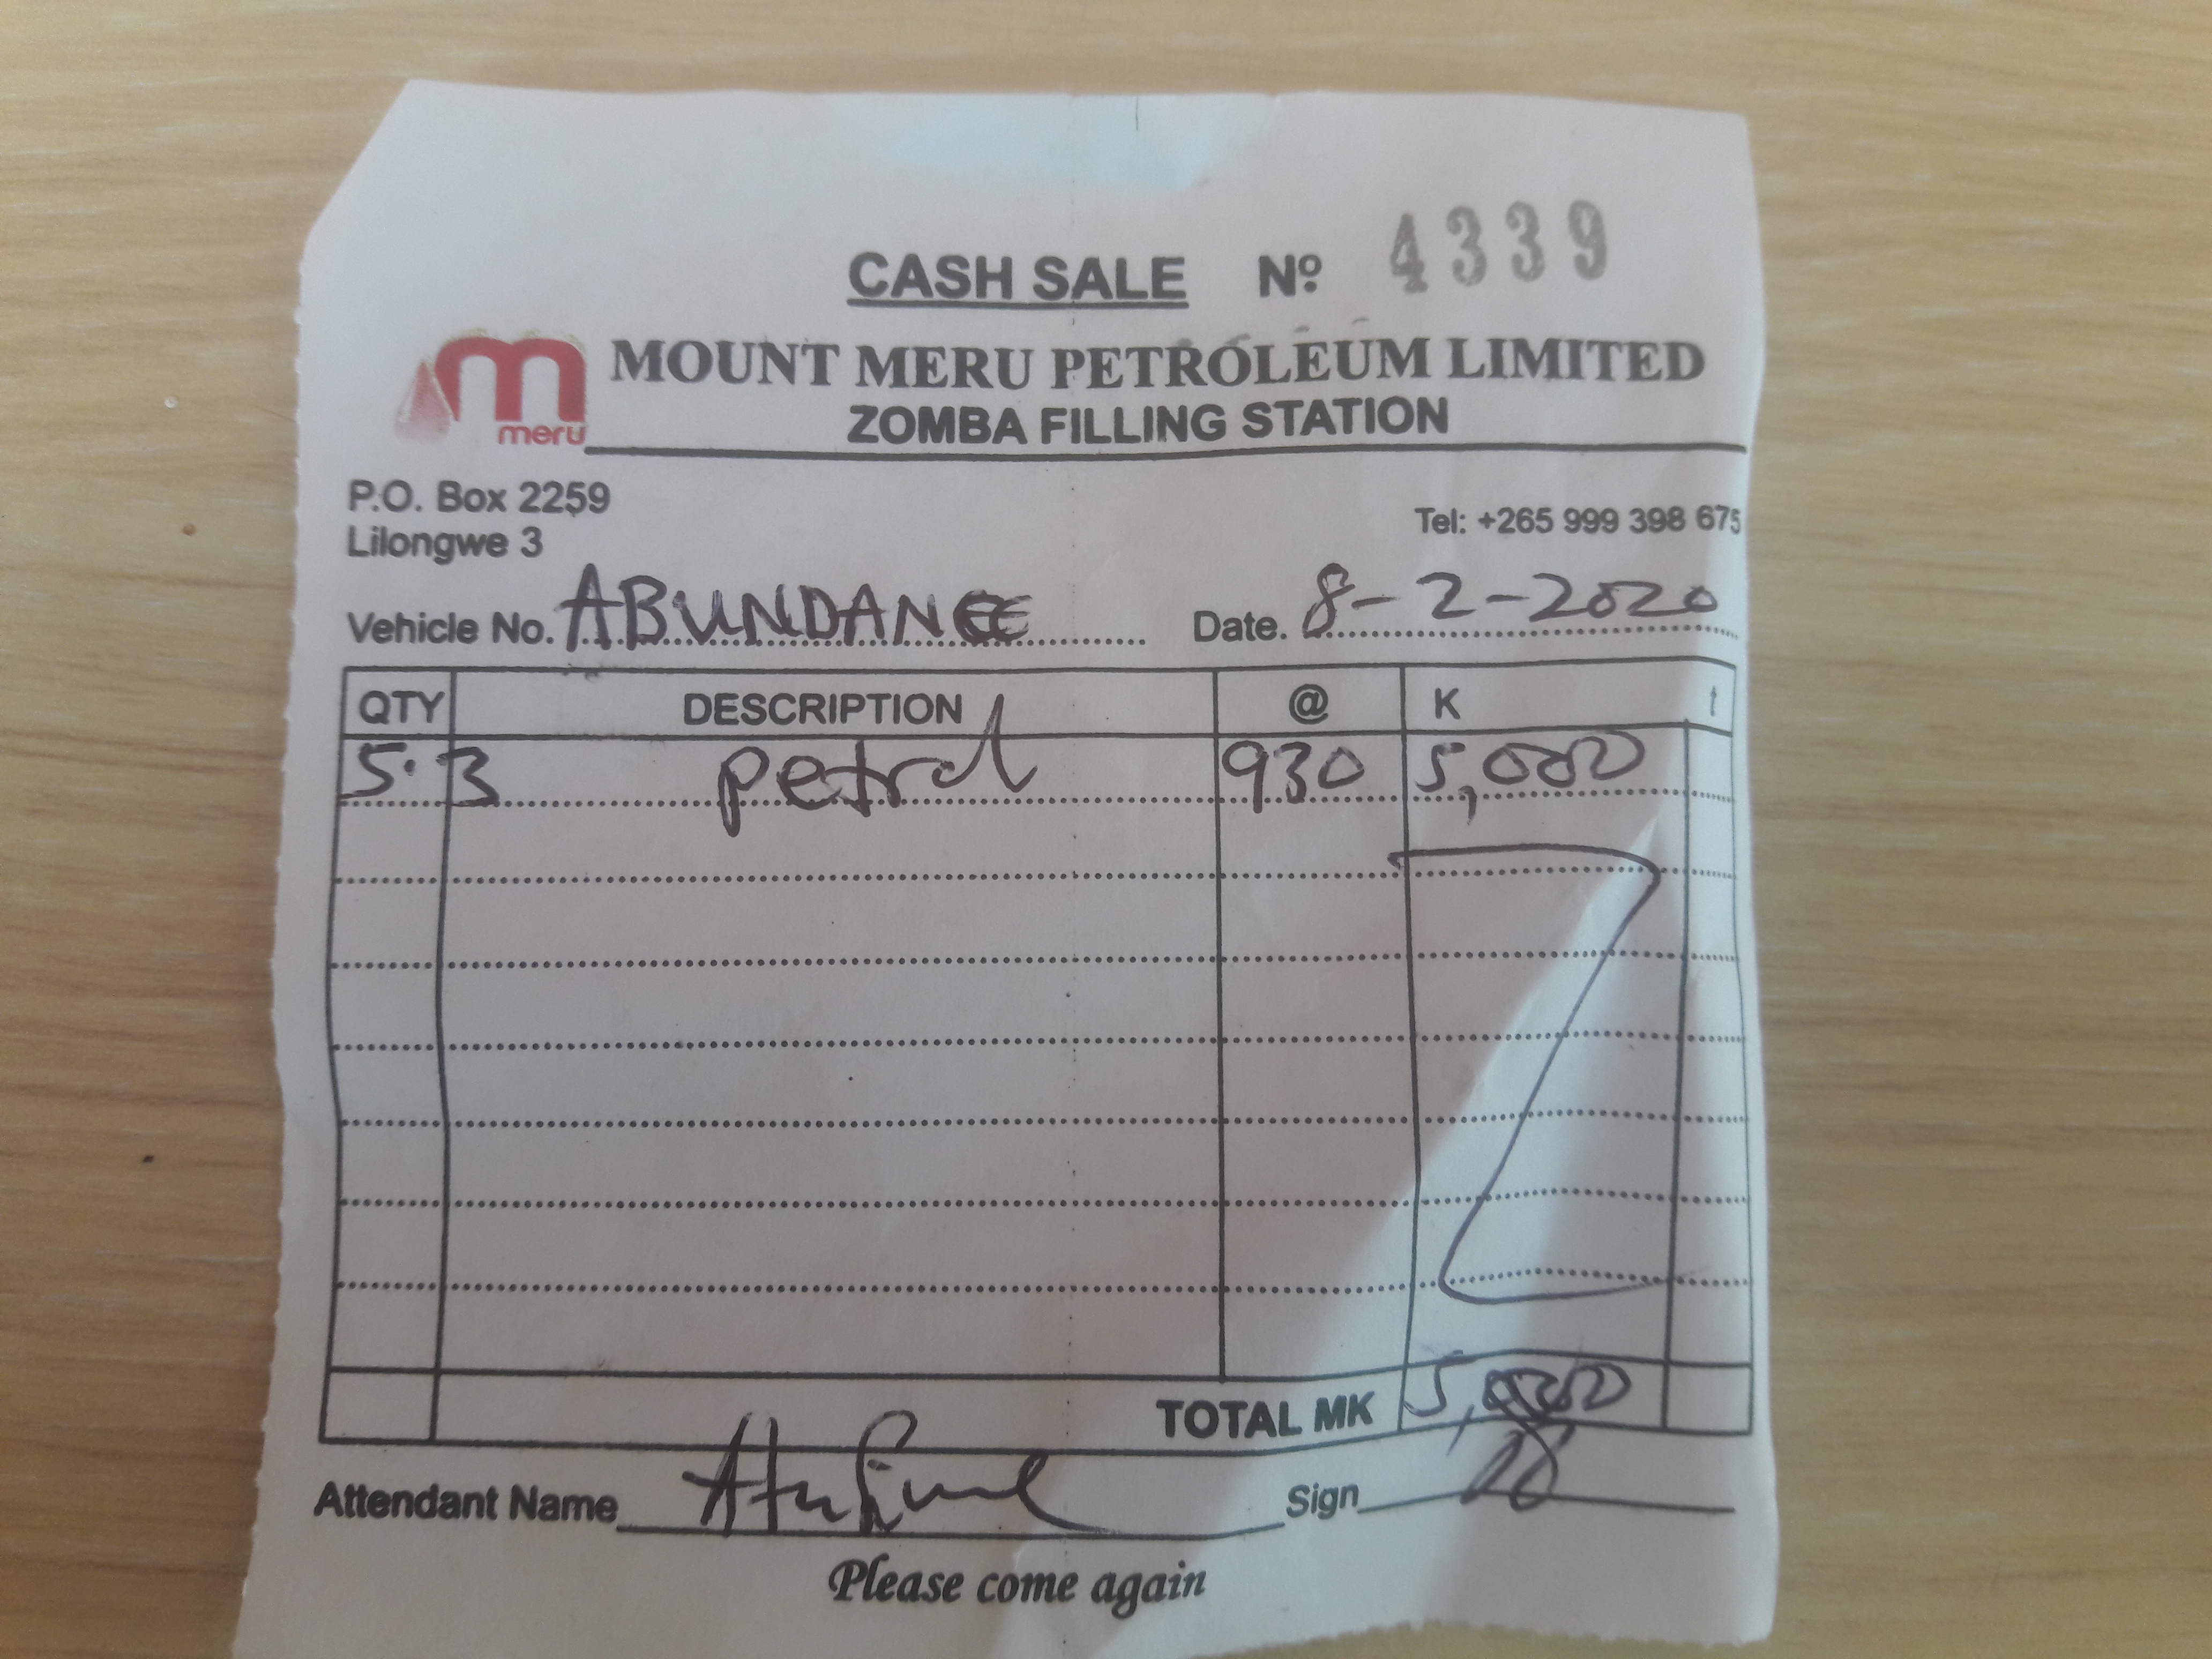 CASH SALE Nº 4339
meru
MOUNT MERU PETROLEUM LIMITED
ZOMBA FILLING STATION
P.O. Box 2259
Lilongwe 3
Tel: +265 999 398 675
Vehicle No. ABUNDANCE Date. 8-2-2020
QTY DESCRIPTION @ K t
5.3 petrol 930 5,000
TOTAL MK 5,000
Attendant Name Sign
Please come again